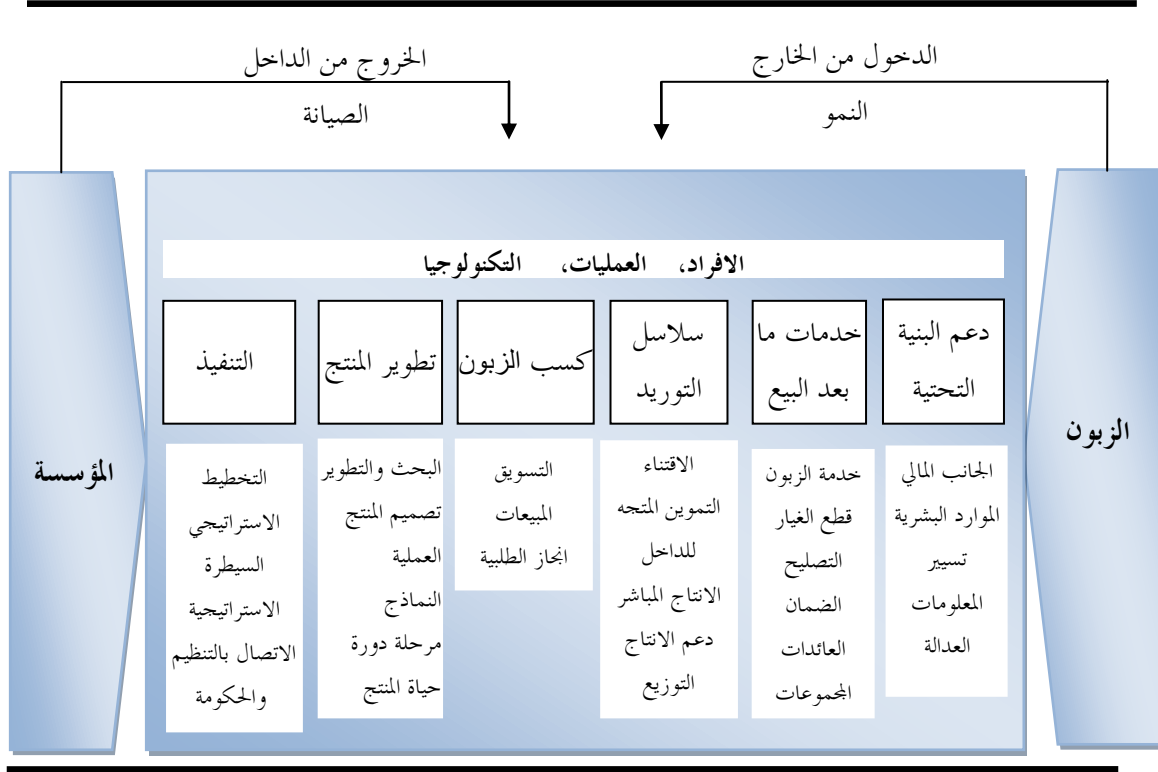 الدخول من الخارج
النمو
الخروج من الداخل
الصيانة
الزبون
الافراد، العمليات، التكنولوجيا
دعم البنية
التحتية
الجانب المالي
الموارد البشرية
تسيير
المعلومات
العدالة
خدمات ما
بعد البيع
خدمة الزبون
قطع الغيار
التصليح
الضمان
العائدات
المجموعات
سلاسل
التوريد
الاقتناء
التموين المتجه
للداخل
الانتاج المباشر
دعم الانتاج
التوزيع
كسب الزبون
التسويق
المبيعات
انجاز الطلبية
تطوير المنتج
البحث والتطوير
تصميم المنتج
العملية
النماذج
مرحلة دورة
حياة المنتج
التنفيذ
التخطيط
الاستراتيجي
السيطرة
الاستراتيجية
الاتصال بالتنظيم
والحكومة
المؤسسة